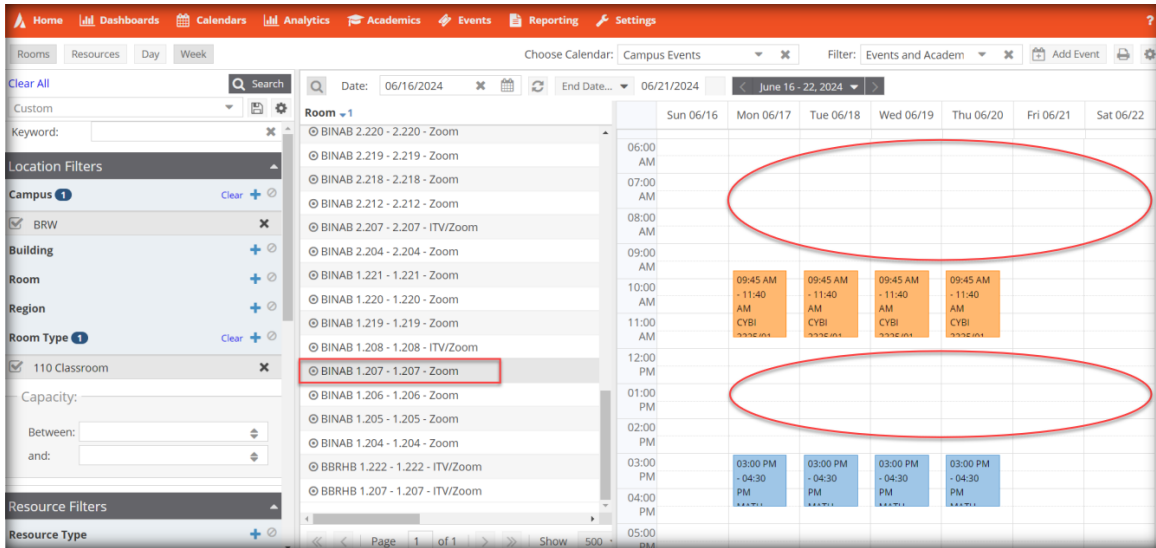 Home Dashboards Calendars Analytics Academics Events Reporting Settings ?
Rooms Resources Day Week Choose Calendar: Campus Events Filter: Events and Academ Add Event
Clear All Search
Custom
Keyword:
Location Filters
Campus 1 Clear
BRW
Building
Room
Region
Room Type 1 Clear
110 Classroom
Capacity:
Between:
and:
Resource Filters
Resource Type
Date: 06/16/2024 End Date... 06/21/2024 June 16 - 22, 2024
Room 1
BINAB 2.220 - 2.220 - Zoom
BINAB 2.219 - 2.219 - Zoom
BINAB 2.218 - 2.218 - Zoom
BINAB 2.212 - 2.212 - Zoom
BINAB 2.207 - 2.207 - ITV/Zoom
BINAB 2.204 - 2.204 - Zoom
BINAB 1.221 - 1.221 - Zoom
BINAB 1.220 - 1.220 - Zoom
BINAB 1.219 - 1.219 - Zoom
BINAB 1.208 - 1.208 - ITV/Zoom
BINAB 1.207 - 1.207 - Zoom
BINAB 1.206 - 1.206 - Zoom
BINAB 1.205 - 1.205 - Zoom
BINAB 1.204 - 1.204 - Zoom
BBRHB 1.222 - 1.222 - ITV/Zoom
BBRHB 1.207 - 1.207 - ITV/Zoom
Page 1 of 1 Show 500
Sun 06/16 Mon 06/17 Tue 06/18 Wed 06/19 Thu 06/20 Fri 06/21 Sat 06/22
06:00
AM
07:00
AM
08:00
AM
09:00
AM
10:00
AM
11:00
AM
12:00
PM
01:00
PM
02:00
PM
03:00
PM
04:00
PM
05:00
PM
09:45 AM 09:45 AM 09:45 AM 09:45 AM
- 11:40 - 11:40 - 11:40 - 11:40
AM AM AM AM
CYBI CYBI CYBI CYBI
03:00 PM 03:00 PM 03:00 PM 03:00 PM
- 04:30 - 04:30 - 04:30 - 04:30
PM PM PM PM